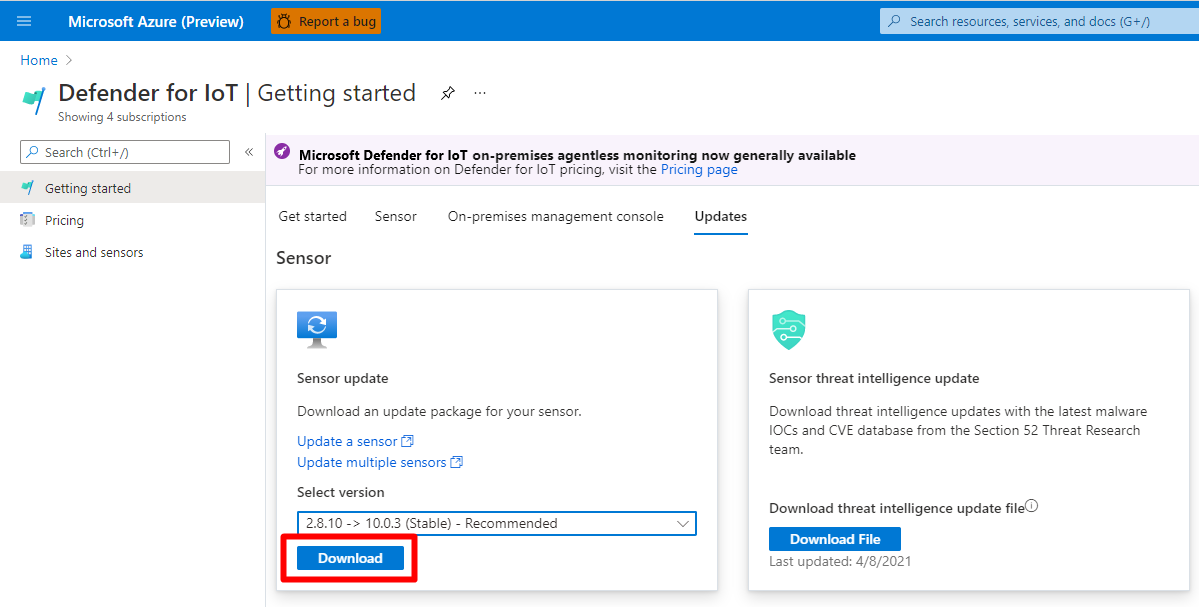 Microsoft Azure (Preview)
Report a bug
Search resources, services, and docs (G+/)
Home
Defender for IoT | Getting started
Showing 4 subscriptions
Search (Ctrl+/)
Getting started
Pricing
Sites and sensors
Microsoft Defender for IoT on-premises agentless monitoring now generally available
For more information on Defender for IoT pricing, visit the Pricing page
Get started
Sensor
On-premises management console
Updates
Sensor
Sensor update
Download an update package for your sensor.
Update a sensor
Update multiple sensors
Select version
2.8.10 -> 10.0.3 (Stable) - Recommended
Download
Sensor threat intelligence update
Download threat intelligence updates with the latest malware
IOCs and CVE database from the Section 52 Threat Research
team.
Download threat intelligence update file
Download File
Last updated: 4/8/2021